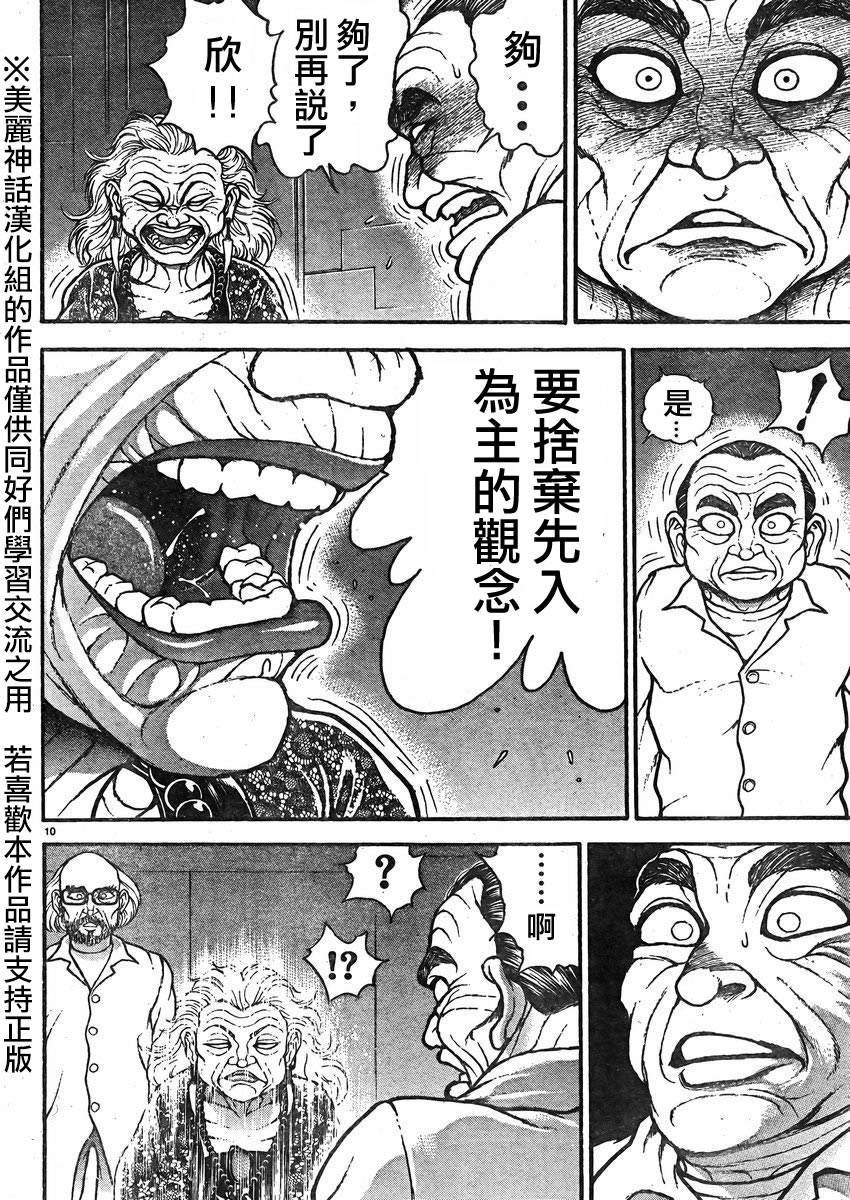 夠…
夠了，
別再説了
欣!!
!
是…
要捨棄先入
為主的觀念！
……啊
?
!?
10
※美麗神話漢化組的作品僅供同好們學習交流之用　若喜歡本作品請支持正版